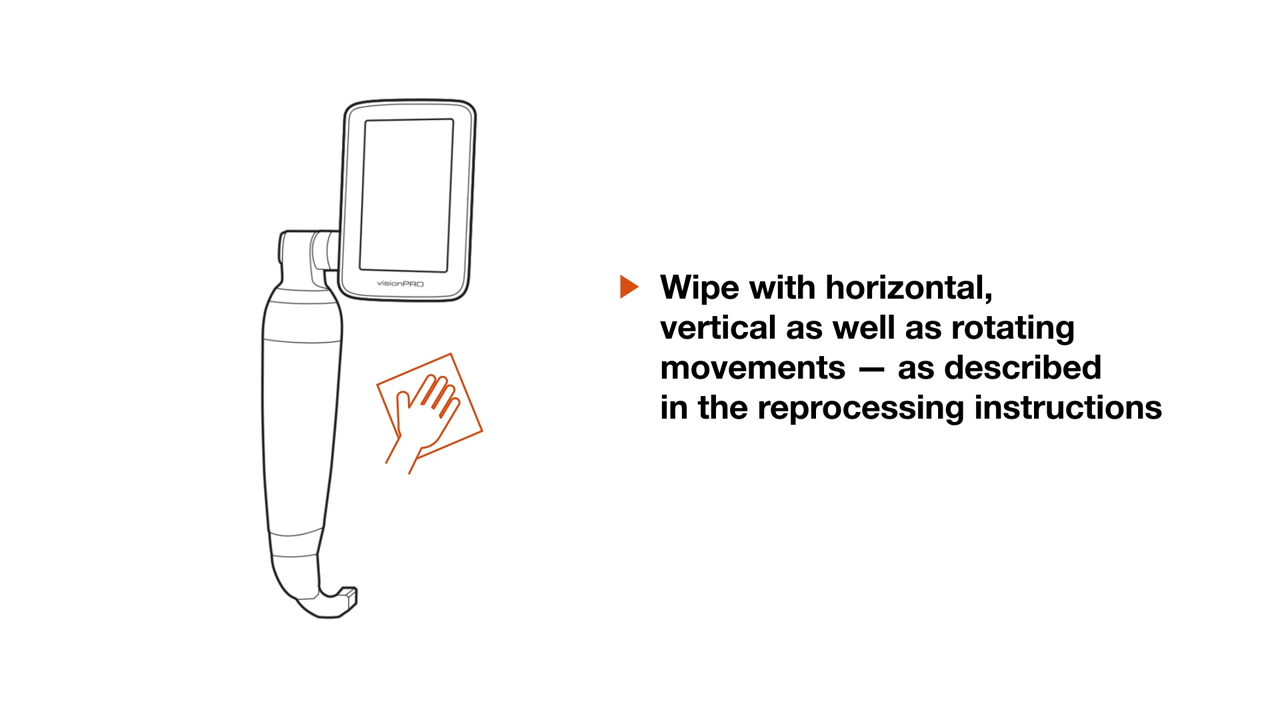 visionPRO
Wipe with horizontal,
vertical as well as rotating
movements — as described
in the reprocessing instructions